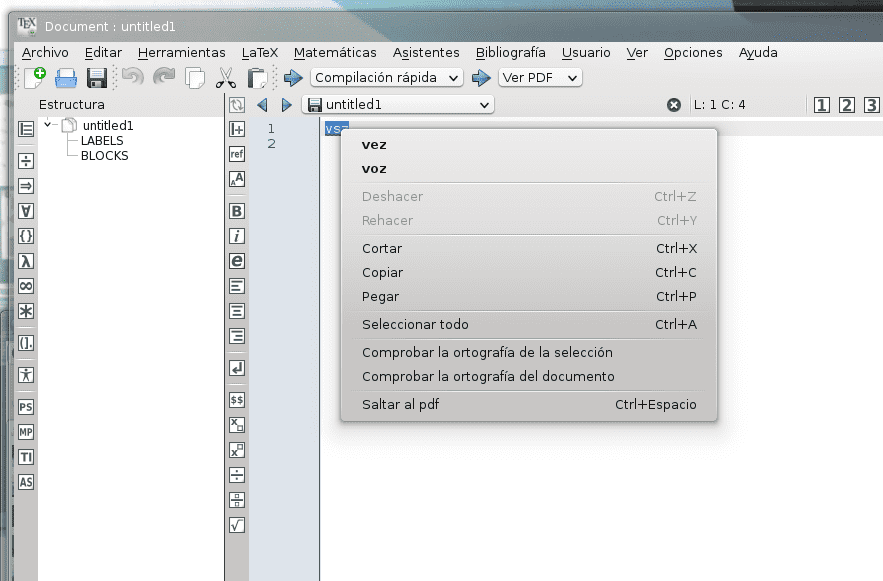 Document : untitled1
Archivo Editar Herramientas LaTeX Matemáticas Asistentes Bibliografía Usuario Ver Opciones Ayuda
Compilación rápida Ver PDF
Estructura untitled1 L: 1 C: 4 1 2 3
untitled1
LABELS
BLOCKS
1
2
vez
voz
Deshacer Ctrl+Z
Rehacer Ctrl+Y
Cortar Ctrl+X
Copiar Ctrl+C
Pegar Ctrl+P
Seleccionar todo Ctrl+A
Comprobar la ortografía de la selección
Comprobar la ortografía del documento
Saltar al pdf Ctrl+Espacio
ref
B
i
e
$$
PS
MP
TI
AS